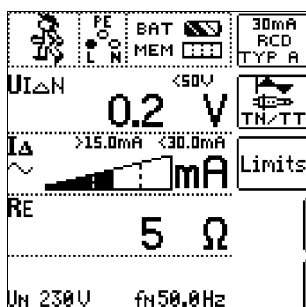 PE
L N
BAT
MEM
30mA
RCD
TYP A
UI△N
<50V
0.2 V
TN/TT
I△
>15.0mA <30.0mA
mA
Limits
RE
5 Ω
UN 230V fN50.0Hz